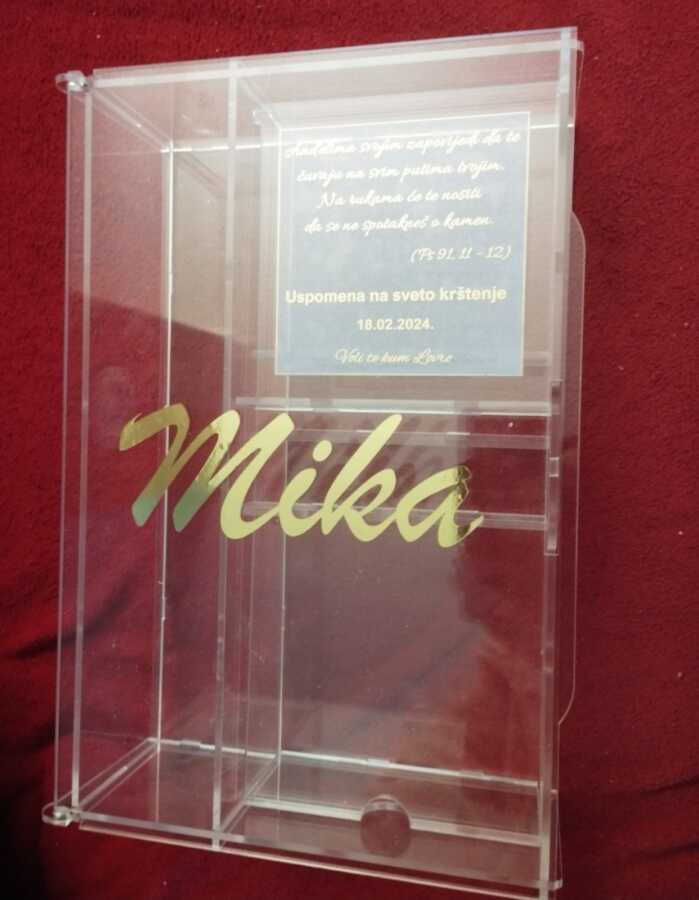 Anđelima svojim zapovijedi da te
čuvaju na svim putima tvojim.
Na rukama će te nositi
da se ne spotakneš o kamen.
(Ps 91, 11 - 12)
Uspomena na sveto krštenje
18.02.2024.
Voli te kum Lovro
Mika